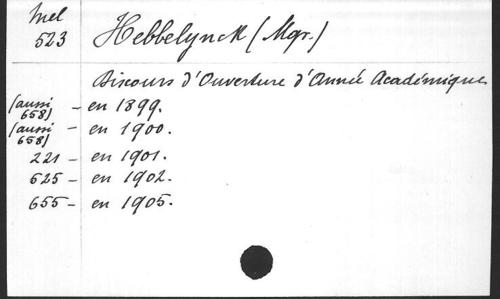 Mel
523 Hebbelynck (Mgr.)
Discours d'Ouverture d'Année Académique
(aussi 658) - en 1899.
(aussi 658) - en 1900.
221 - en 1901.
625 - en 1902.
655 - en 1905.